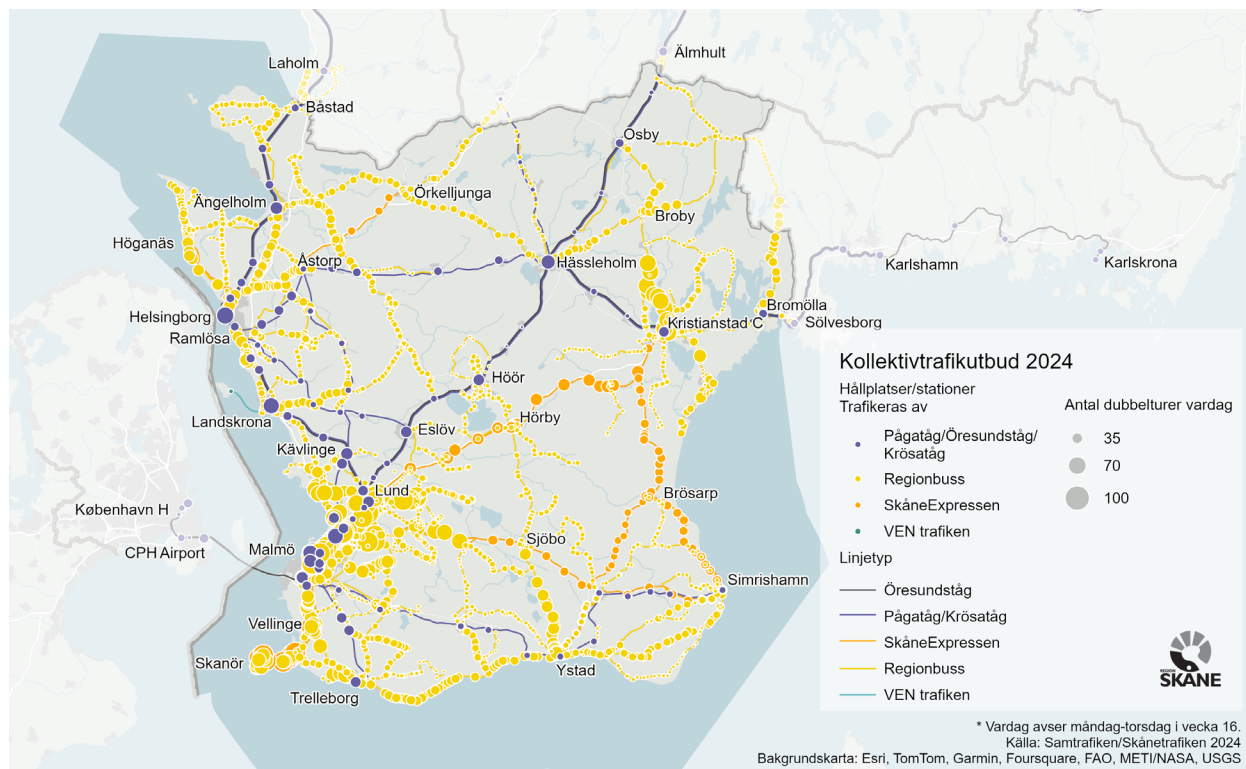 Älmhult
Laholm
Båstad
Osby
Örkelljunga
Ängelholm
Broby
Höganäs
Åstorp
Hässleholm
Karlshamn
Karlskrona
Bromölla
Helsingborg
Kristianstad C
Sölvesborg
Ramlösa
Höör
Landskrona
Hörby
Eslöv
Kävlinge
Lund
Brösarp
København H
Sjöbo
CPH Airport
Malmö
Simrishamn
Vellinge
Skanör
Ystad
Trelleborg
Kollektivtrafikutbud 2024
Hållplatser/stationer
Trafikeras av
Pågatåg/Öresundståg/
Krösatåg
Regionbuss
SkåneExpressen
VEN trafiken
Antal dubbelturer vardag
35
70
100
Linjetyp
Öresundståg
Pågatåg/Krösatåg
SkåneExpressen
Regionbuss
VEN trafiken
REGION
SKÅNE
* Vardag avser måndag-torsdag i vecka 16.
Källa: Samtrafiken/Skånetrafiken 2024
Bakgrundskarta: Esri, TomTom, Garmin, Foursquare, FAO, METI/NASA, USGS